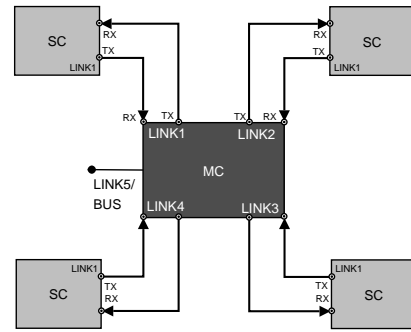 SC
RX
TX
LINK1
SC
RX
TX
LINK1
RX
TX
TX
RX
LINK1
LINK2
MC
LINK5/
BUS
LINK4
LINK3
SC
LINK1
TX
RX
LINK1
TX
RX
SC